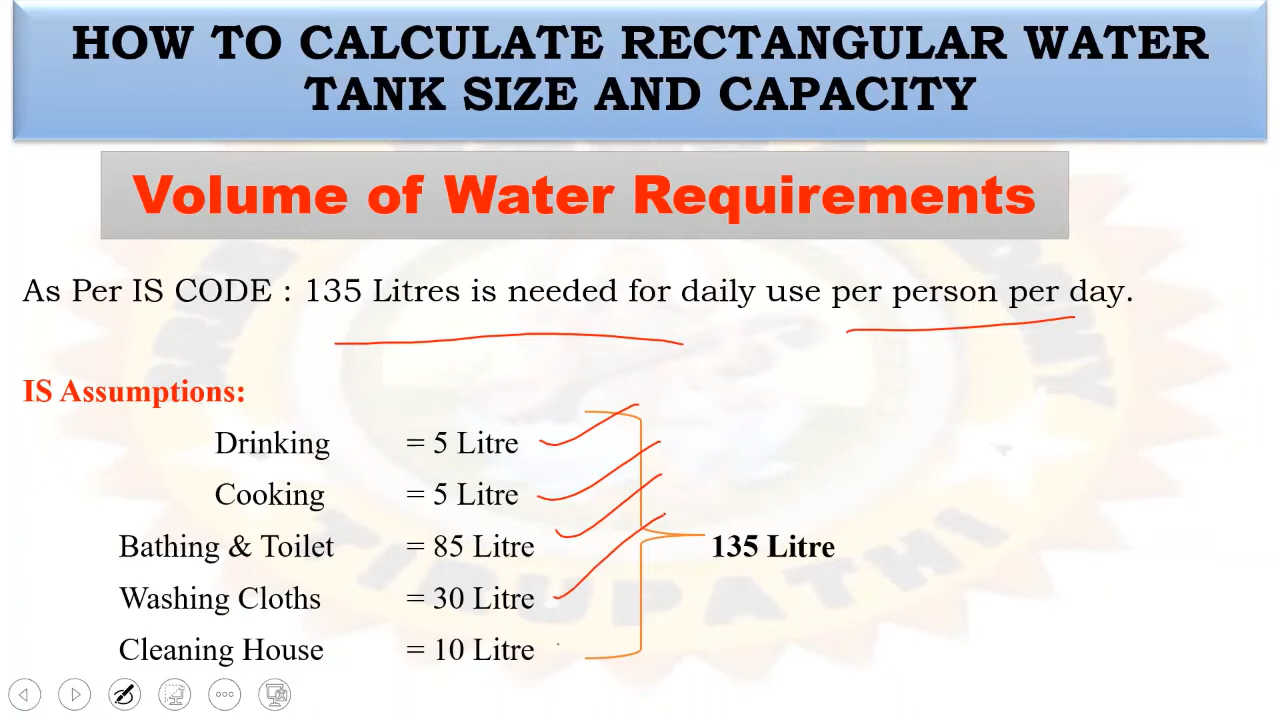 HOW TO CALCULATE RECTANGULAR WATER
TANK SIZE AND CAPACITY
Volume of Water Requirements
As Per IS CODE : 135 Litres is needed for daily use per person per day.
IS Assumptions:
Drinking = 5 Litre
Cooking = 5 Litre
Bathing & Toilet = 85 Litre
135 Litre
Washing Cloths = 30 Litre
Cleaning House = 10 Litre
TIRUPATHI